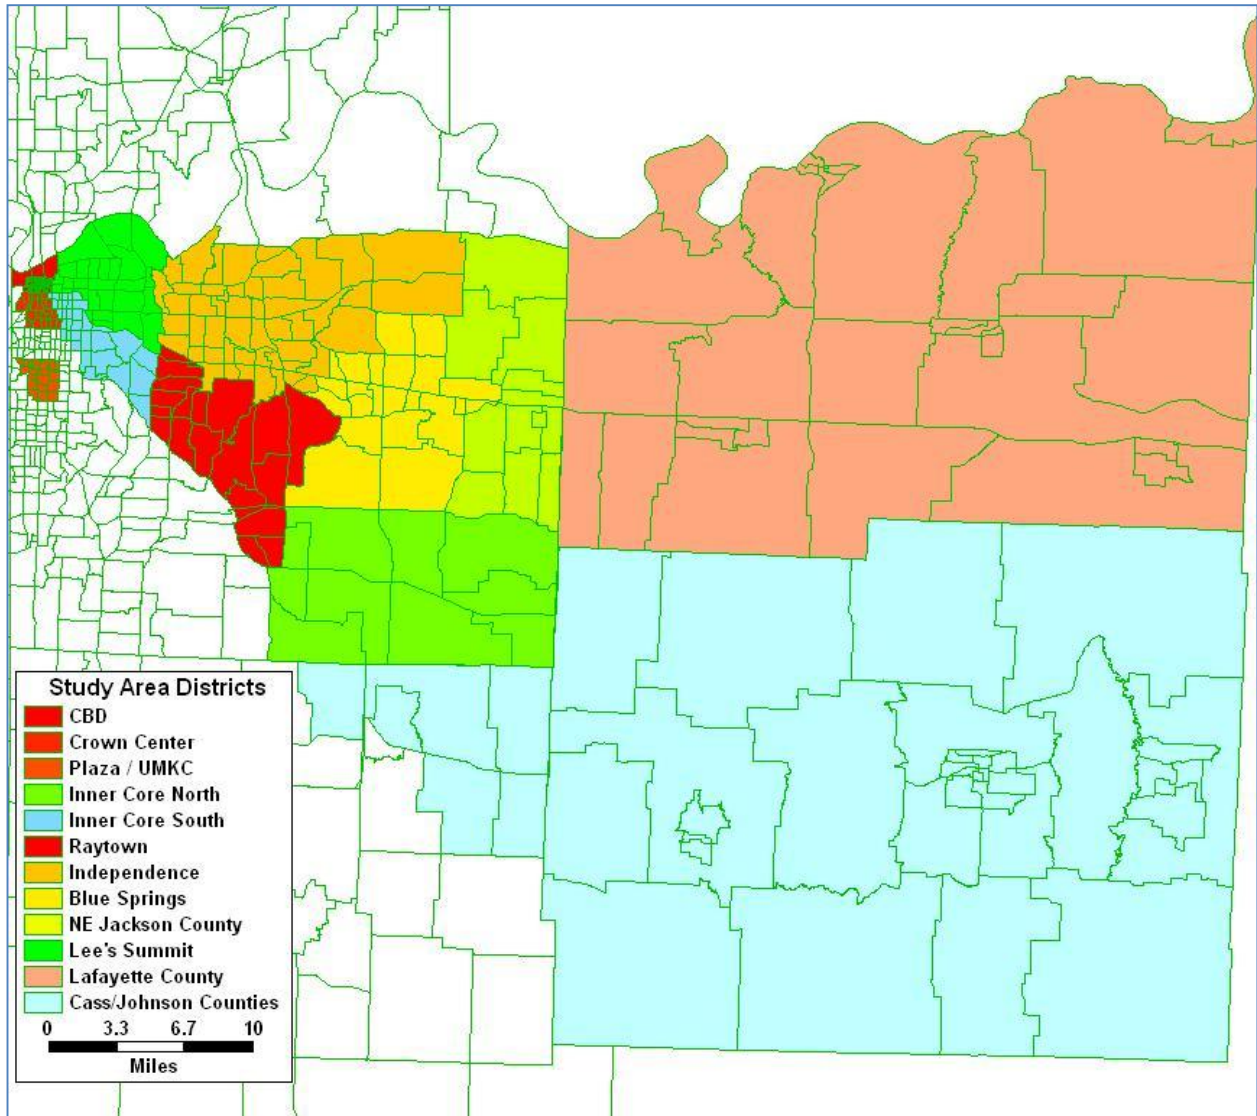 Study Area Districts
CBD
Crown Center
Plaza / UMKC
Inner Core North
Inner Core South
Raytown
Independence
Blue Springs
NE Jackson County
Lee's Summit
Lafayette County
Cass/Johnson Counties
0 3.3 6.7 10
Miles